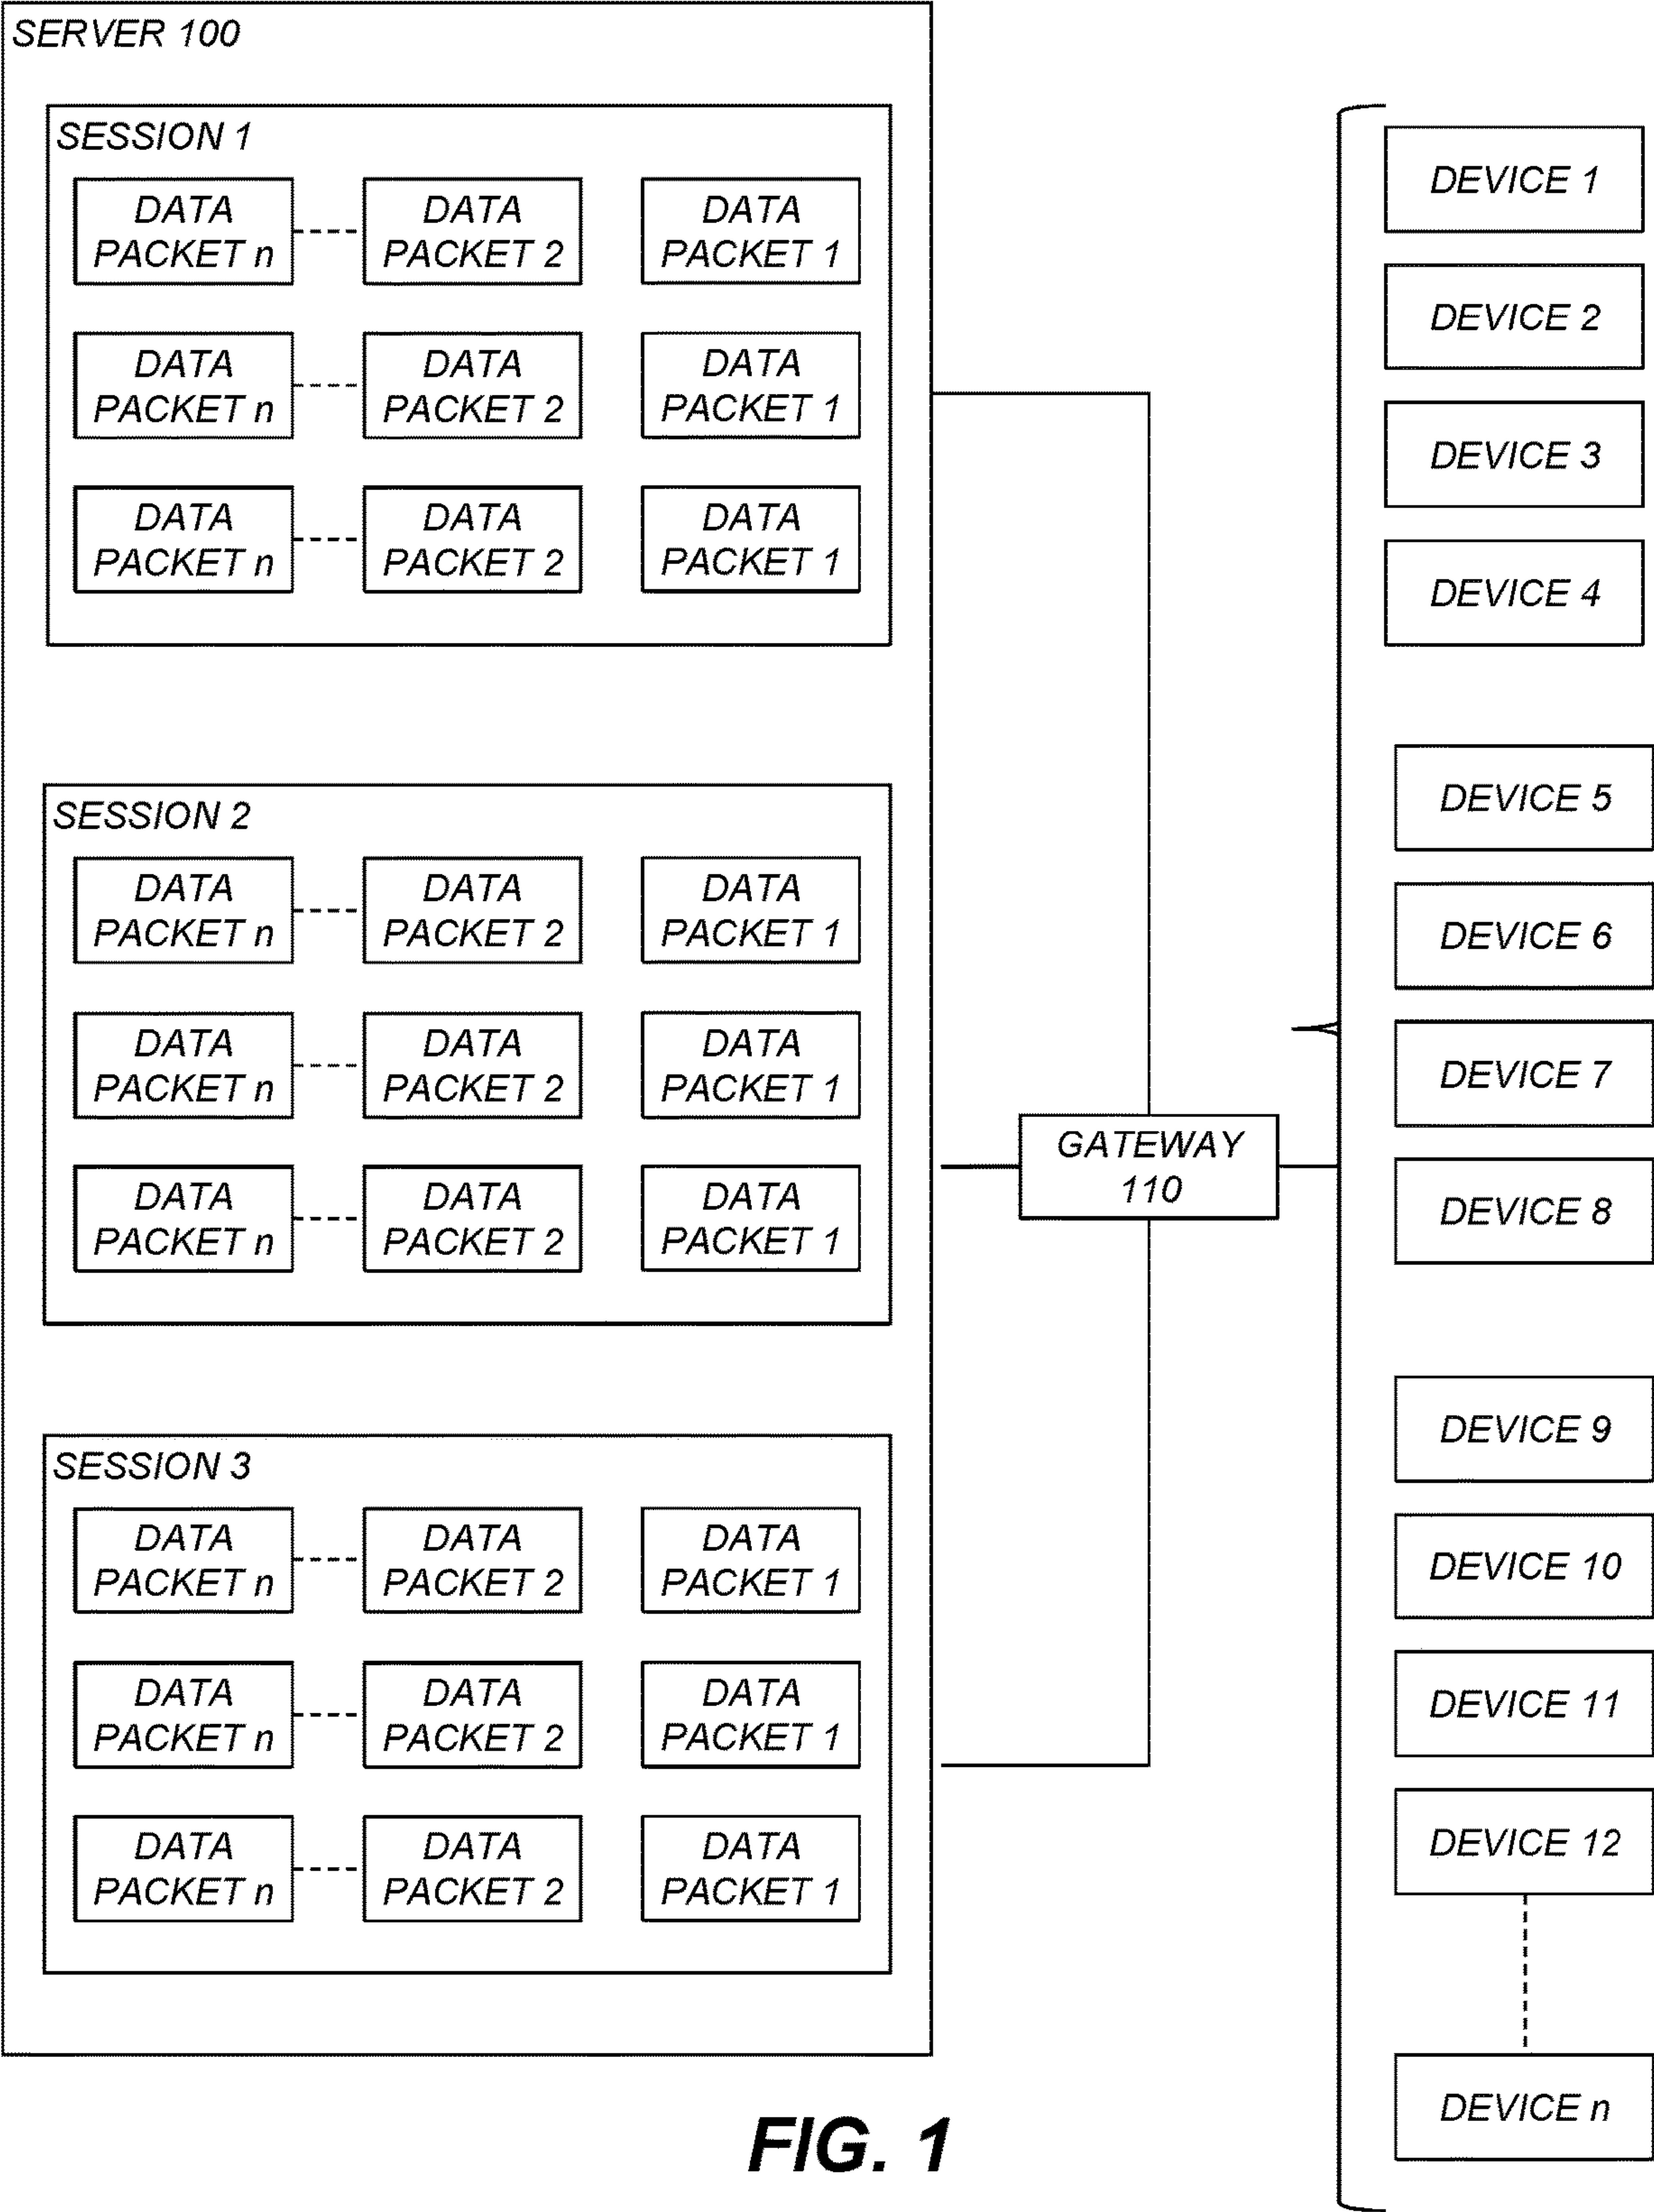 SERVER 100
SESSION 1
DATA
PACKET n
DATA
PACKET 2
DATA
PACKET 1
DATA
PACKET n
DATA
PACKET 2
DATA
PACKET 1
DATA
PACKET n
DATA
PACKET 2
DATA
PACKET 1
SESSION 2
DATA
PACKET n
DATA
PACKET 2
DATA
PACKET 1
DATA
PACKET n
DATA
PACKET 2
DATA
PACKET 1
DATA
PACKET n
DATA
PACKET 2
DATA
PACKET 1
SESSION 3
DATA
PACKET n
DATA
PACKET 2
DATA
PACKET 1
DATA
PACKET n
DATA
PACKET 2
DATA
PACKET 1
DATA
PACKET n
DATA
PACKET 2
DATA
PACKET 1
GATEWAY
110
DEVICE 1
DEVICE 2
DEVICE 3
DEVICE 4
DEVICE 5
DEVICE 6
DEVICE 7
DEVICE 8
DEVICE 9
DEVICE 10
DEVICE 11
DEVICE 12
DEVICE n
FIG. 1